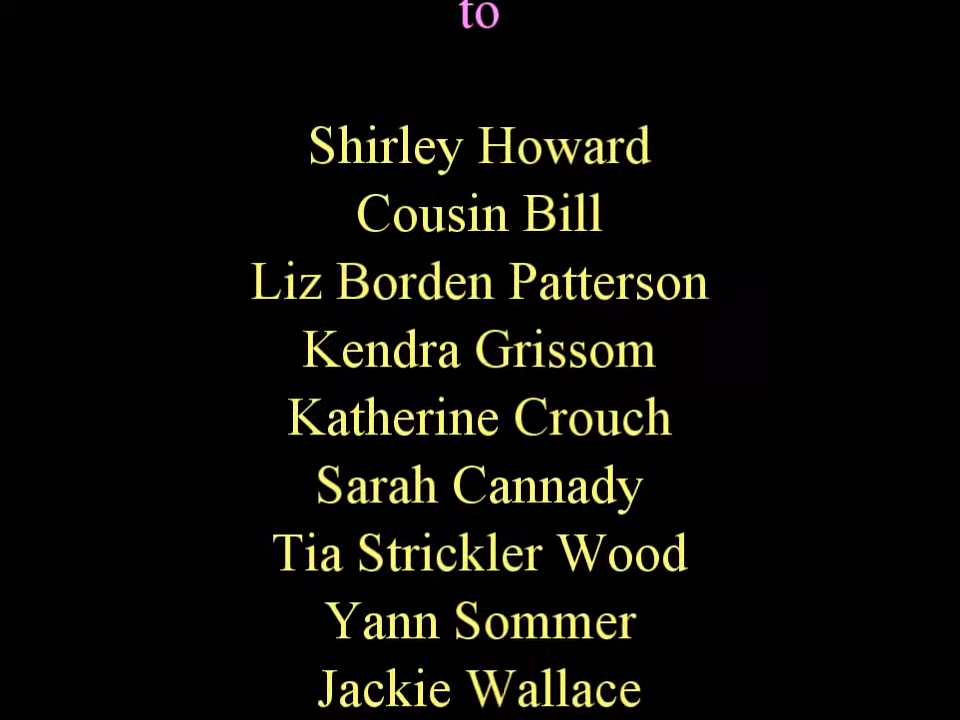 to
Shirley Howard
Cousin Bill
Liz Borden Patterson
Kendra Grissom
Katherine Crouch
Sarah Cannady
Tia Strickler Wood
Yann Sommer
Jackie Wallace